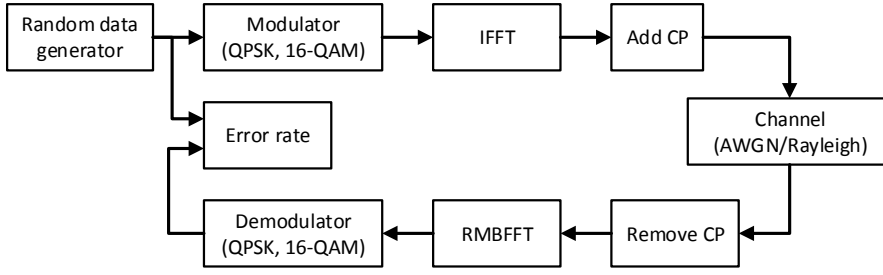 Random data
generator
Modulator
(QPSK, 16-QAM)
IFFT
Add CP
Channel
(AWGN/Rayleigh)
Error rate
Demodulator
(QPSK, 16-QAM)
RMBFFT
Remove CP